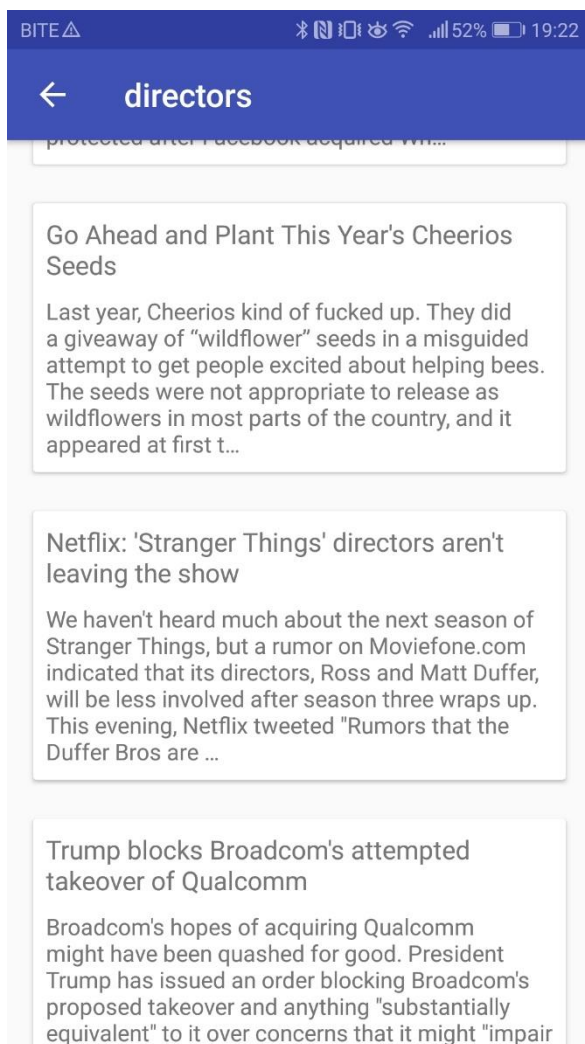 BITE 52% 19:22
directors
protected after Facebook acquired Wh...
Go Ahead and Plant This Year's Cheerios
Seeds
Last year, Cheerios kind of fucked up. They did
a giveaway of “wildflower” seeds in a misguided
attempt to get people excited about helping bees.
The seeds were not appropriate to release as
wildflowers in most parts of the country, and it
appeared at first t...
Netflix: 'Stranger Things' directors aren't
leaving the show
We haven't heard much about the next season of
Stranger Things, but a rumor on Moviefone.com
indicated that its directors, Ross and Matt Duffer,
will be less involved after season three wraps up.
This evening, Netflix tweeted "Rumors that the
Duffer Bros are ...
Trump blocks Broadcom's attempted
takeover of Qualcomm
Broadcom's hopes of acquiring Qualcomm
might have been quashed for good. President
Trump has issued an order blocking Broadcom's
proposed takeover and anything "substantially
equivalent" to it over concerns that it might "impair